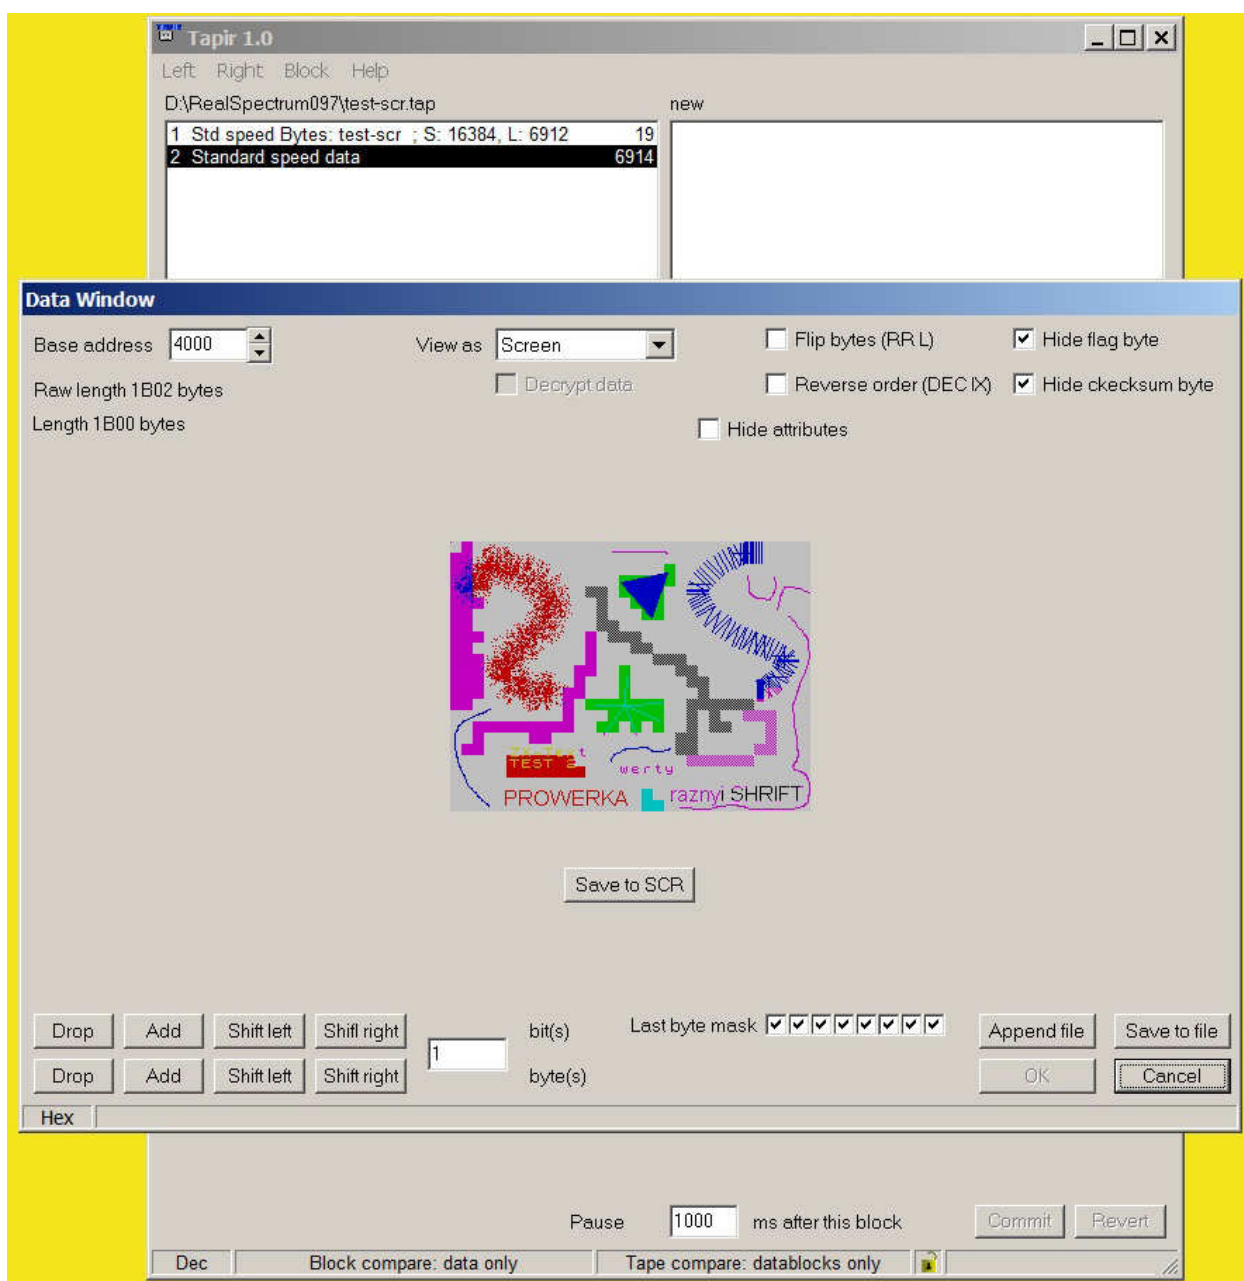 Tapir 1.0
Left Right Block Help
D:\RealSpectrum097\test-scr.tap new
1 Std speed Bytes: test-scr ; S: 16384, L: 6912 19
2 Standard speed data 6914
Data Window
Base address 4000 View as Screen Flip bytes (RR L) Hide flag byte
Raw length 1B02 bytes Decrypt data Reverse order (DEC IX) Hide ckecksum byte
Length 1B00 bytes Hide attributes
TEST 2
werty
PROWERKA raznyi SHRIFT
Save to SCR
Drop Add Shift left Shifl right bit(s) Last byte mask Append file Save to file
1
Drop Add Shift left Shift right byte(s) OK Cancel
Hex
Pause 1000 ms after this block Commit Revert
Dec Block compare: data only Tape compare: datablocks only